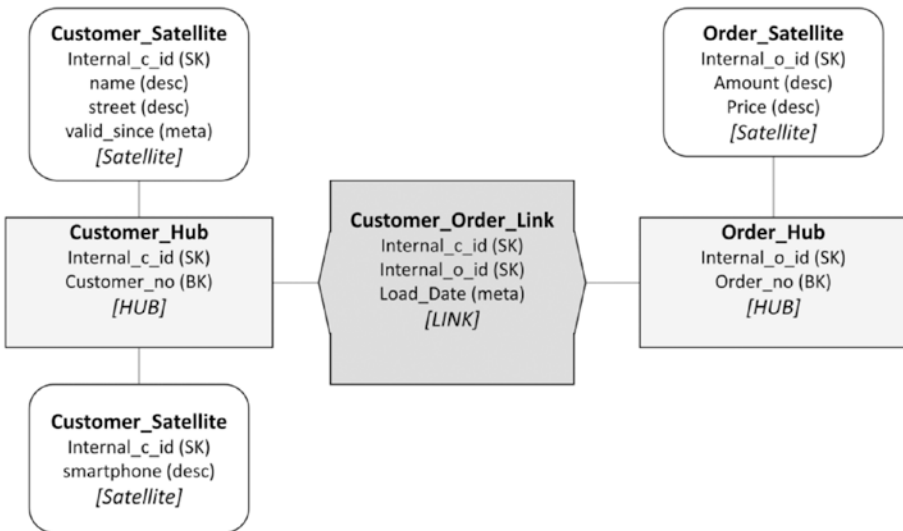 Customer_Satellite
Internal_c_id (SK)
name (desc)
street (desc)
valid_since (meta)
[Satellite]
Order_Satellite
Internal_o_id (SK)
Amount (desc)
Price (desc)
[Satellite]
Customer_Hub
Internal_c_id (SK)
Customer_no (BK)
[HUB]
Customer_Order_Link
Internal_c_id (SK)
Internal_o_id (SK)
Load_Date (meta)
[LINK]
Order_Hub
Internal_o_id (SK)
Order_no (BK)
[HUB]
Customer_Satellite
Internal_c_id (SK)
smartphone (desc)
[Satellite]